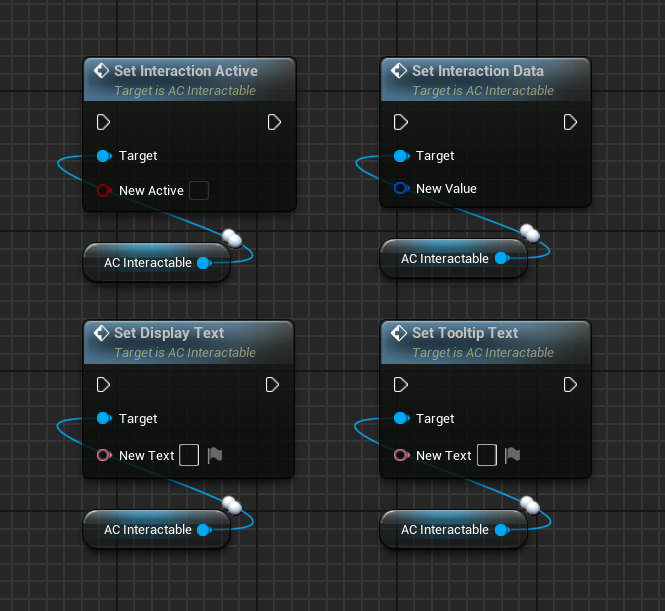 Set Interaction Active
Target is AC Interactable
Target
New Active
AC Interactable
Set Interaction Data
Target is AC Interactable
Target
New Value
AC Interactable
Set Display Text
Target is AC Interactable
Target
New Text
AC Interactable
Set Tooltip Text
Target is AC Interactable
Target
New Text
AC Interactable